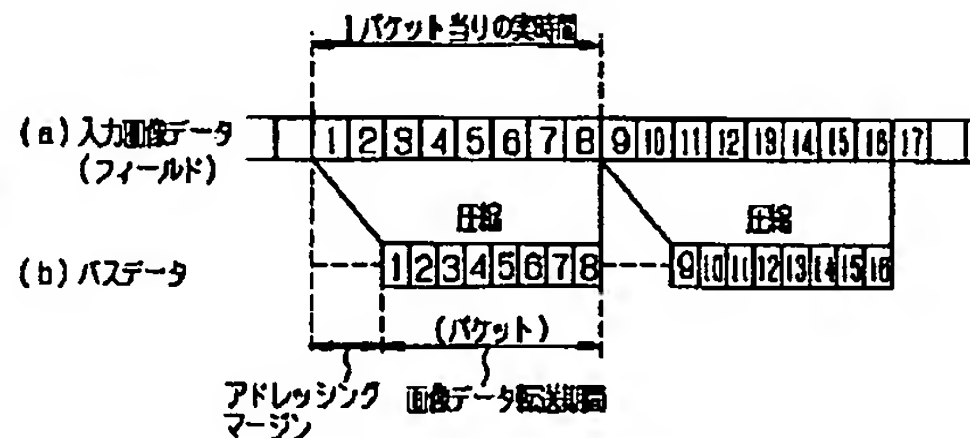 1パケット当りの実時間
(a) 入力画像データ 1 2 3 4 5 6 7 8 9 10 11 12 13 14 15 16 17
(フィールド)
圧縮 圧縮
(b) バスデータ 1 2 3 4 5 6 7 8 9 10 11 12 13 14 15 16
(パケット)
アドレッシング 画像データ転送期間
マージン